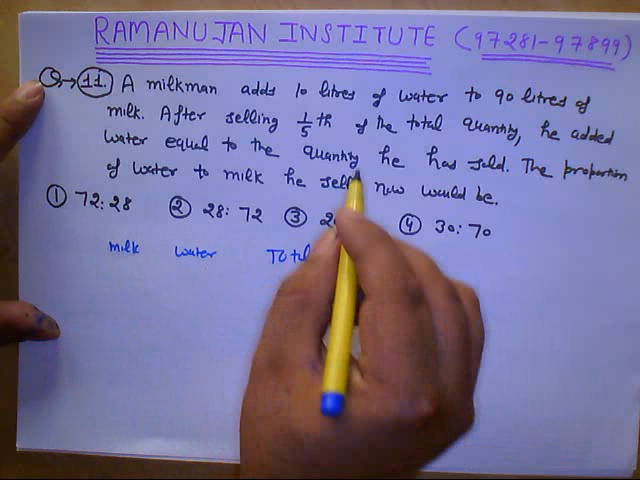 RAMANUJAN INSTITUTE (97281-97899)
Q→ 11. A milkman adds 10 litres of water to 90 litres of
milk. After selling 1/5 th of the total quantity, he added
water equal to the quantity he has sold. The proportion
of water to milk he sell now would be.
① 72:28 ② 28:72 ③ ④ 30:70
milk water Total